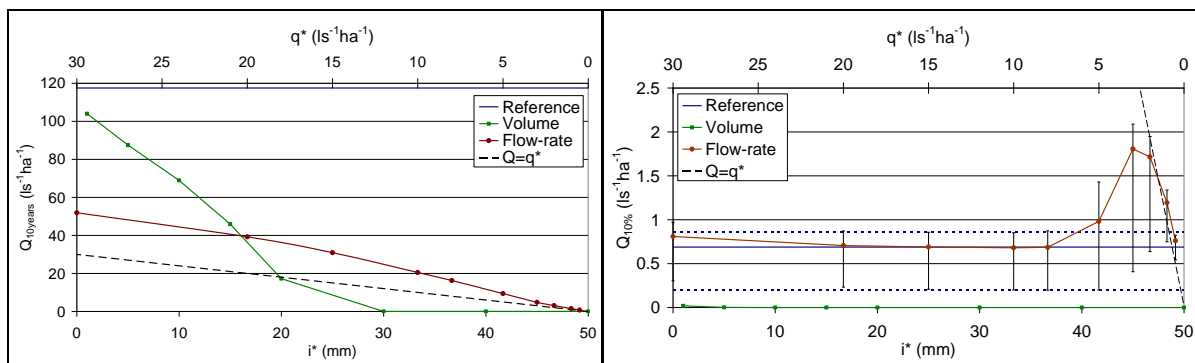 q* (ls-1ha-1)
30 25 20 15 10 5 0
120
100
80
60
40
20
0
Q10years (ls-1ha-1)
Reference
Volume
Flow-rate
Q=q*
0 10 20 30 40 50
i* (mm)
q* (ls-1ha-1)
30 25 20 15 10 5 0
2.5
2
1.5
1
0.5
0
Q10% (ls-1ha-1)
Reference
Volume
Flow-rate
Q=q*
0 10 20 30 40 50
i* (mm)